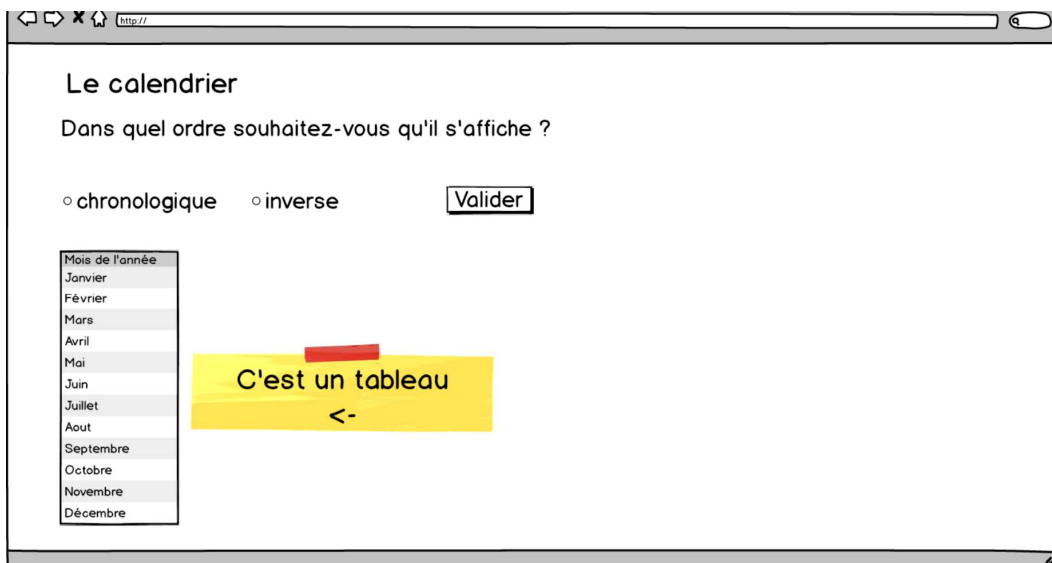 http://
Le calendrier
Dans quel ordre souhaitez-vous qu'il s'affiche ?
chronologique inverse Valider
Mois de l'année
Janvier
Février
Mars
Avril
Mai
Juin
Juillet
Aout
Septembre
Octobre
Novembre
Décembre
C'est un tableau
<-